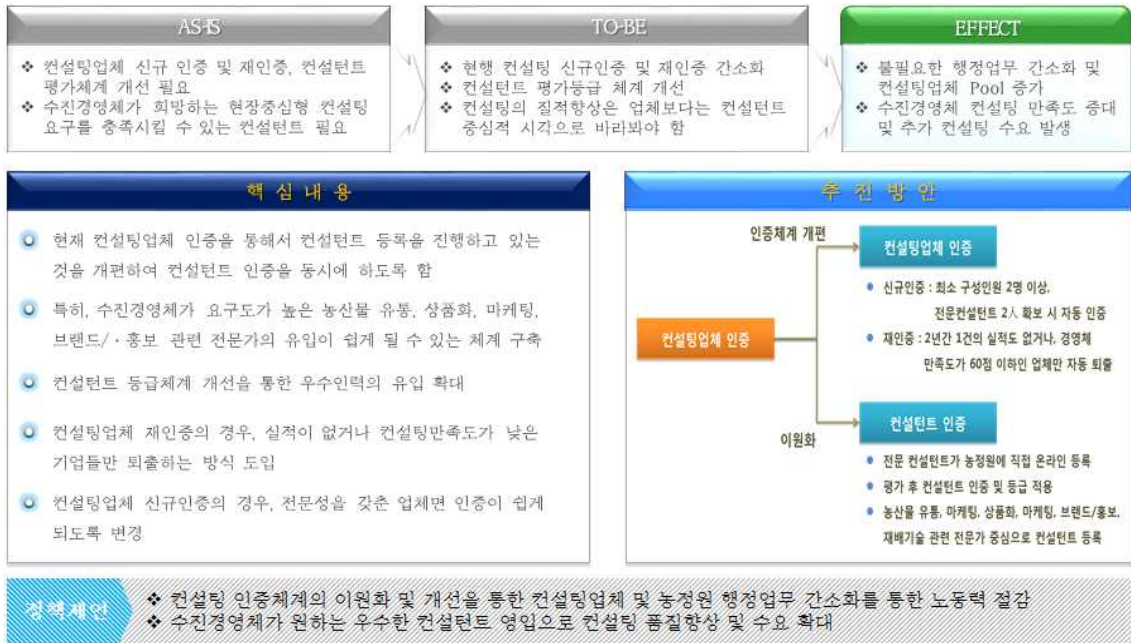 AS-IS
❖ 컨설팅업체 신규 인증 및 재인증, 컨설턴트
평가체계 개선 필요
❖ 수진경영체가 희망하는 현장중심형 컨설팅
요구를 충족시킬 수 있는 컨설턴트 필요
TO-BE
❖ 현행 컨설팅 신규인증 및 재인증 간소화
❖ 컨설턴트 평가등급 체계 개선
❖ 컨설팅의 질적향상은 업체보다는 컨설턴트
중심적 시각으로 바라봐야 함
EFFECT
❖ 불필요한 행정업무 간소화 및
컨설팅업체 Pool 증가
❖ 수진경영체 컨설팅 만족도 증대
및 추가 컨설팅 수요 발생
핵심내용
현재 컨설팅업체 인증을 통해서 컨설턴트 등록을 진행하고 있는
것을 개편하여 컨설턴트 인증을 동시에 하도록 함
특히, 수진경영체가 요구도가 높은 농산물 유통, 상품화, 마케팅,
브랜드/·홍보 관련 전문가의 유입이 쉽게 될 수 있는 체계 구축
컨설턴트 등급체계 개선을 통한 우수인력의 유입 확대
컨설팅업체 재인증의 경우, 실적이 없거나 컨설팅만족도가 낮은
기업들만 퇴출하는 방식 도입
컨설팅업체 신규인증의 경우, 전문성을 갖춘 업체면 인증이 쉽게
되도록 변경
추진방안
인증체계 개편
컨설팅업체 인증
• 신규인증 : 최소 구성인원 2명 이상,
전문컨설턴트 2人 확보 시 자동 인증
• 재인증 : 2년간 1건의 실적도 없거나, 경영체
만족도가 60점 이하인 업체만 자동 퇴출
컨설팅업체 인증
이원화
컨설턴트 인증
• 전문 컨설턴트가 농정원에 직접 온라인 등록
• 평가 후 컨설턴트 인증 및 등급 적용
• 농산물 유통, 마케팅, 상품화, 마케팅, 브랜드/홍보,
재배기술 관련 전문가 중심으로 컨설턴트 등록
정책제언
❖ 컨설팅 인증체계의 이원화 및 개선을 통한 컨설팅업체 및 농정원 행정업무 간소화를 통한 노동력 절감
❖ 수진경영체가 원하는 우수한 컨설턴트 영입으로 컨설팅 품질향상 및 수요 확대